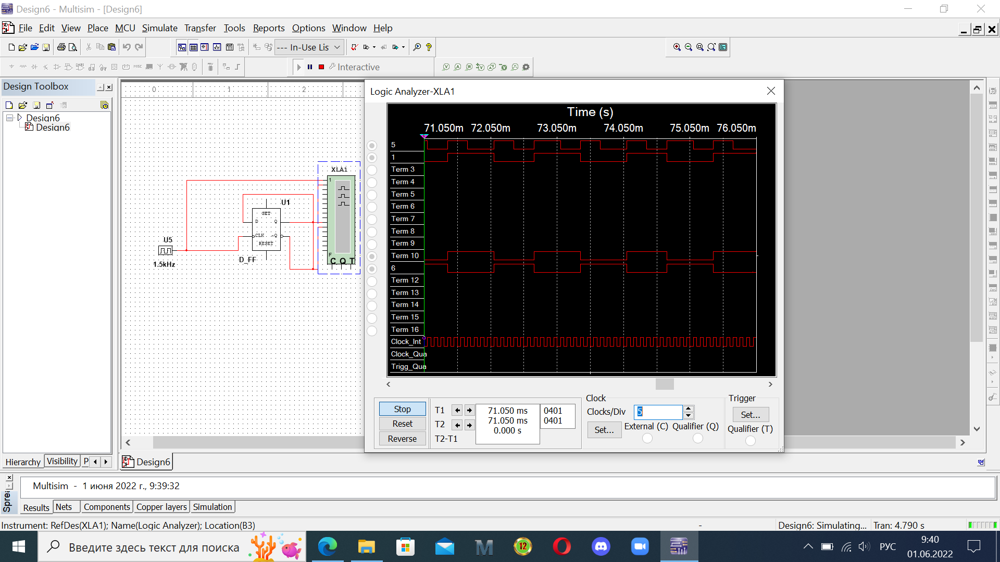 Design6 - Multisim - [Design6]
File Edit View Place MCU Simulate Transfer Tools Reports Options Window Help
--- In-Use Lis
Interactive
Design Toolbox
Design6
Design6
0 1 2
XLA1
1
F
C Q T
U1
SET
D Q
CLK ~Q
RESET
D_FF
U5
1.5kHz
Logic Analyzer-XLA1
Time (s)
71.050m 72.050m 73.050m 74.050m 75.050m 76.050m
5
1
Term 3
Term 4
Term 5
Term 6
Term 7
Term 8
Term 9
Term 10
6
Term 12
Term 13
Term 14
Term 15
Term 16
Clock_Int
Clock_Qua
Trigg_Qua
Stop
Reset
Reverse
T1
T2
T2-T1
71.050 ms 0401
71.050 ms 0401
0.000 s
Clock
Clocks/Div 5
Set...
External (C) Qualifier (Q)
Trigger
Set...
Qualifier (T)
Hierarchy Visibility P
Design6
Multisim - 1 июня 2022 г., 9:39:32
Spre
Results Nets Components Copper layers Simulation
Instrument: RefDes(XLA1); Name(Logic Analyzer); Location(B3)
-
Design6: Simulating... Tran: 4.790 s
Введите здесь текст для поиска
12
РУС
9:40
01.06.2022